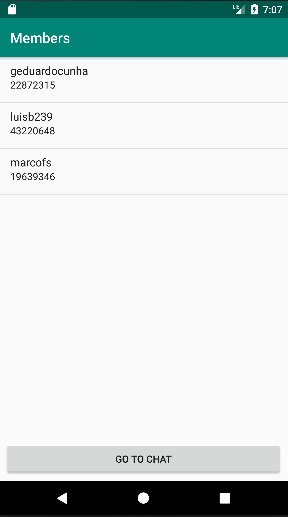 7:07
Members
geduardocunha
22872315
luisb239
43220648
marcofs
19639346
GO TO CHAT